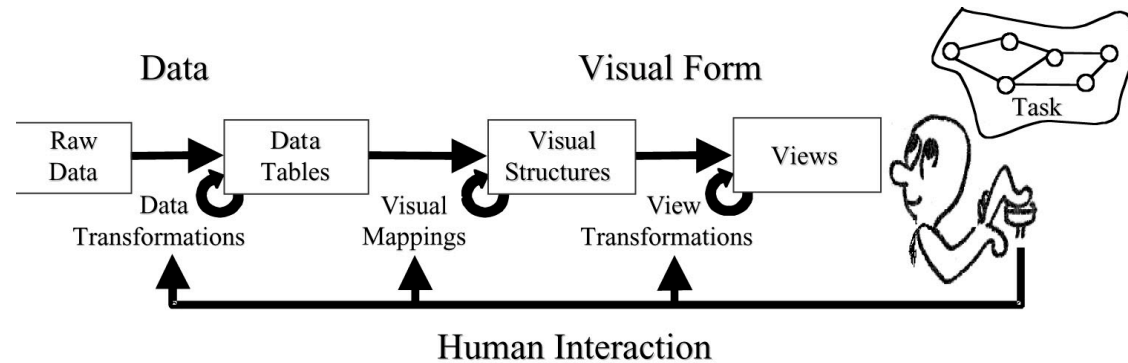 Data
Visual Form
Task
Raw
Data
Data
Tables
Visual
Structures
Views
Data
Transformations
Visual
Mappings
View
Transformations
Human Interaction